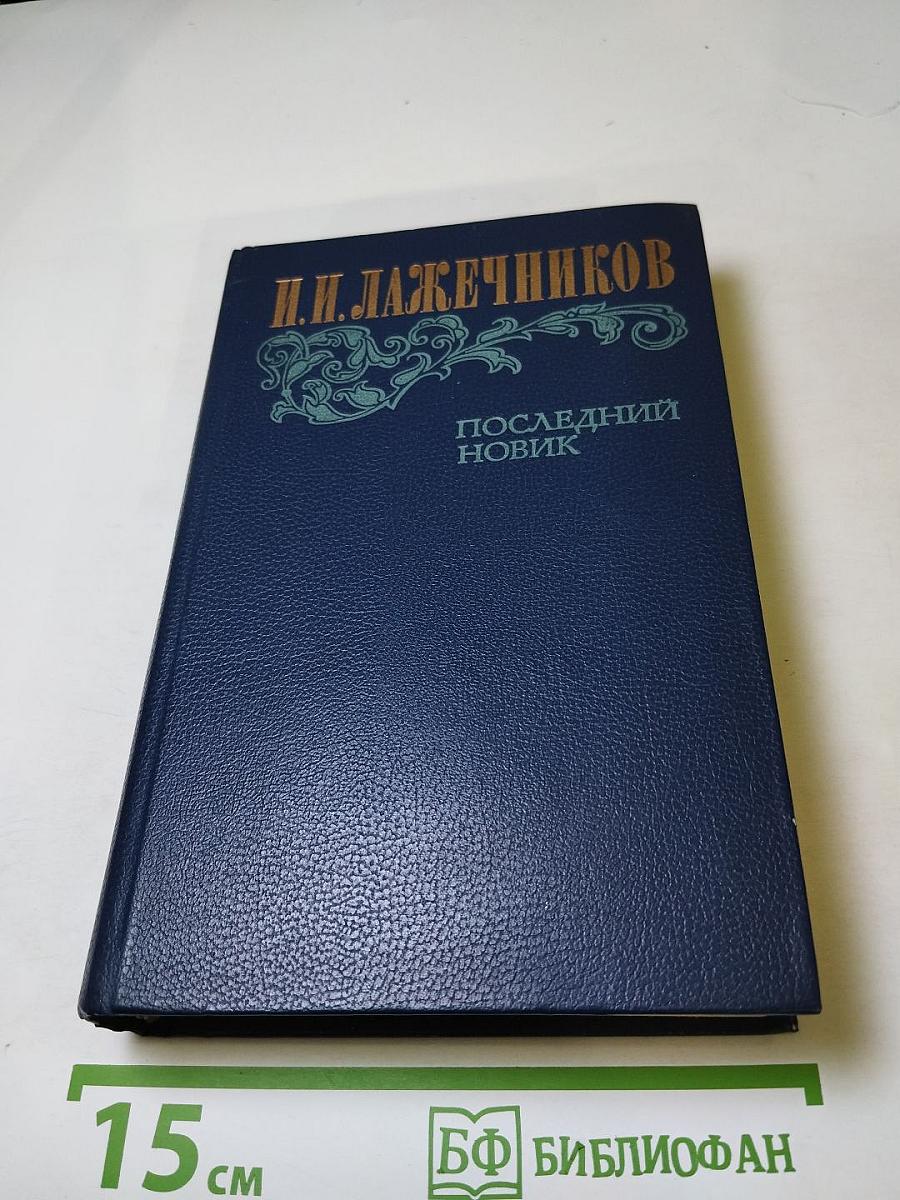 И.И.ЛАЖЕЧНИКОВ
ПОСЛЕДНИЙ
НОВИК
15 см
БФ БИБЛИОФАН